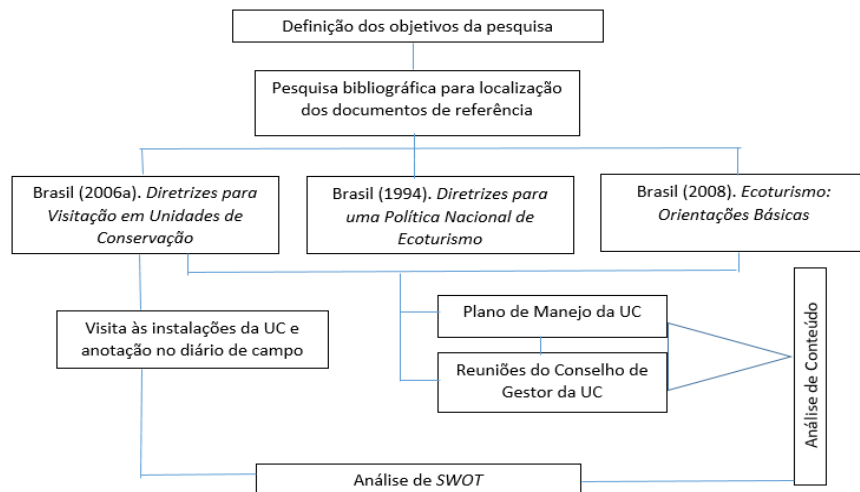 Definição dos objetivos da pesquisa
Pesquisa bibliográfica para localização
dos documentos de referência
Brasil (2006a). Diretrizes para
Visitação em Unidades de
Conservação
Brasil (1994). Diretrizes para
uma Política Nacional de
Ecoturismo
Brasil (2008). Ecoturismo:
Orientações Básicas
Visita às instalações da UC e
anotação no diário de campo
Plano de Manejo da UC
Reuniões do Conselho de
Gestor da UC
Análise de Conteúdo
Análise de SWOT